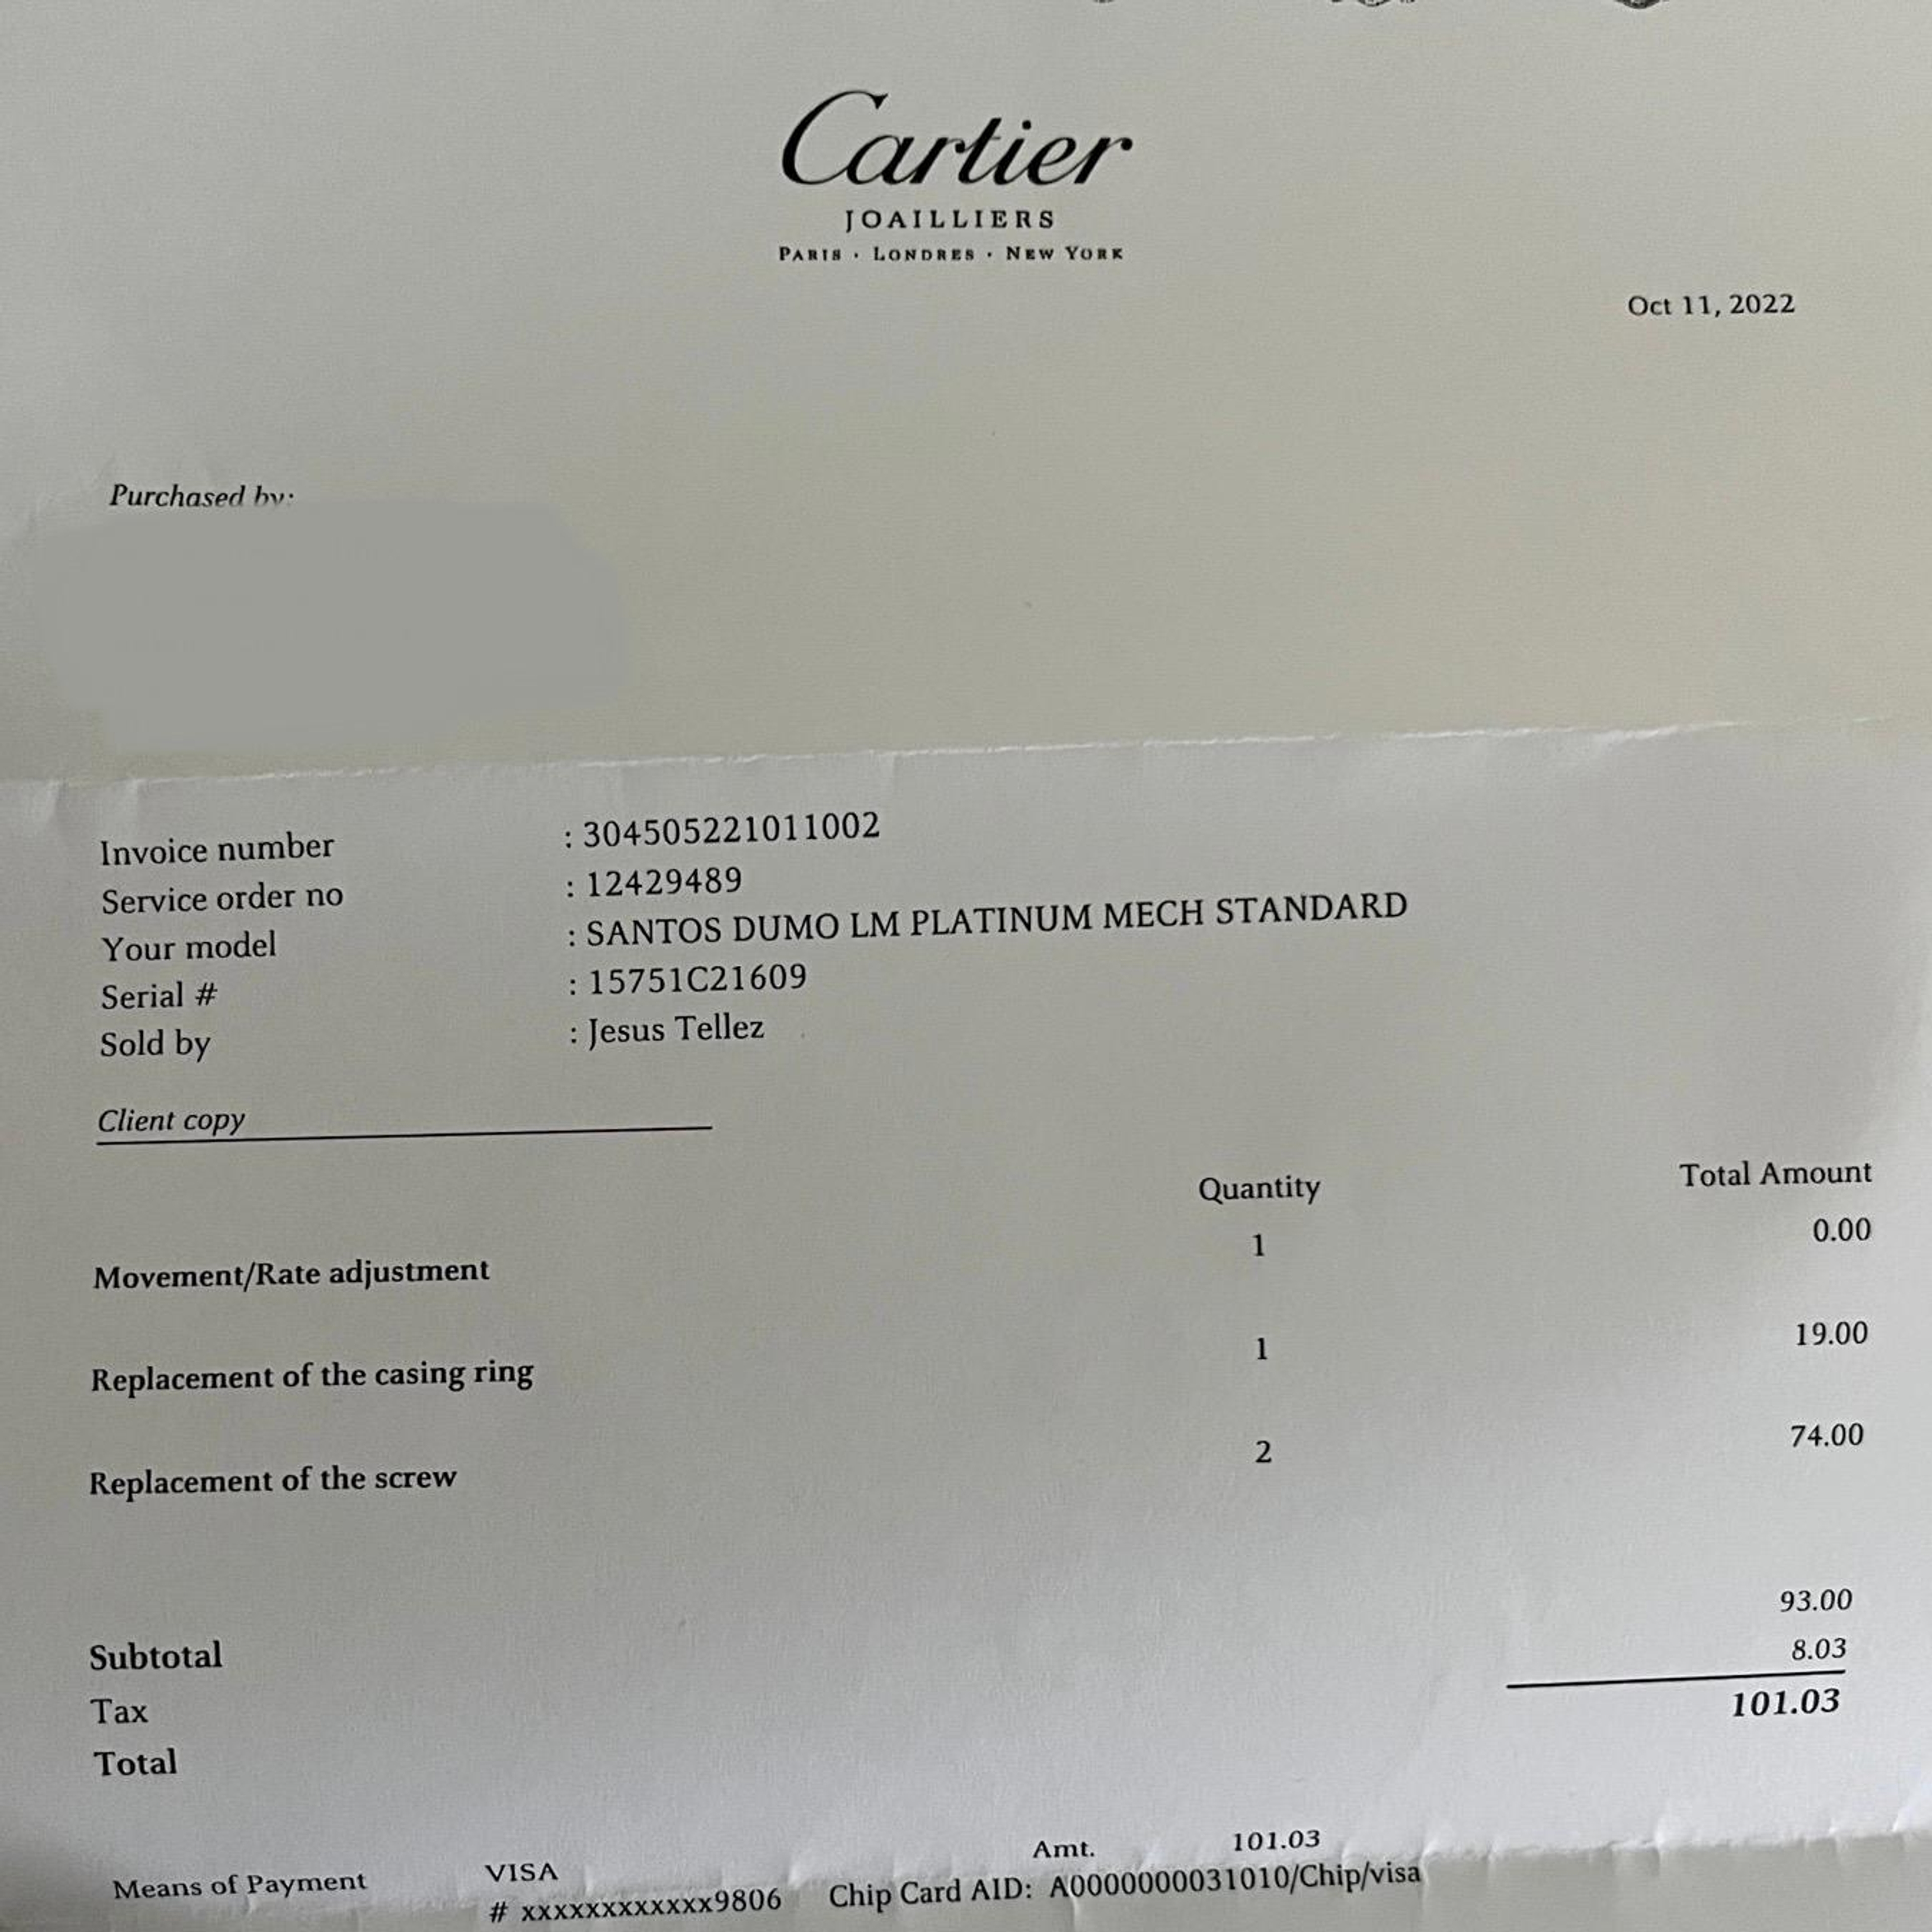 Cartier
JOAILLIERS
PARIS · LONDRES · NEW YORK
Oct 11, 2022
Purchased by:
Invoice number : 304505221011002
Service order no : 12429489
Your model : SANTOS DUMO LM PLATINUM MECH STANDARD
Serial # : 15751C21609
Sold by : Jesus Tellez
Client copy
Quantity Total Amount
Movement/Rate adjustment 1 0.00
Replacement of the casing ring 1 19.00
Replacement of the screw 2 74.00
Subtotal 93.00
Tax 8.03
Total 101.03
Means of Payment VISA Amt. 101.03
# xxxxxxxxxxxx9806 Chip Card AID: A0000000031010/Chip/visa